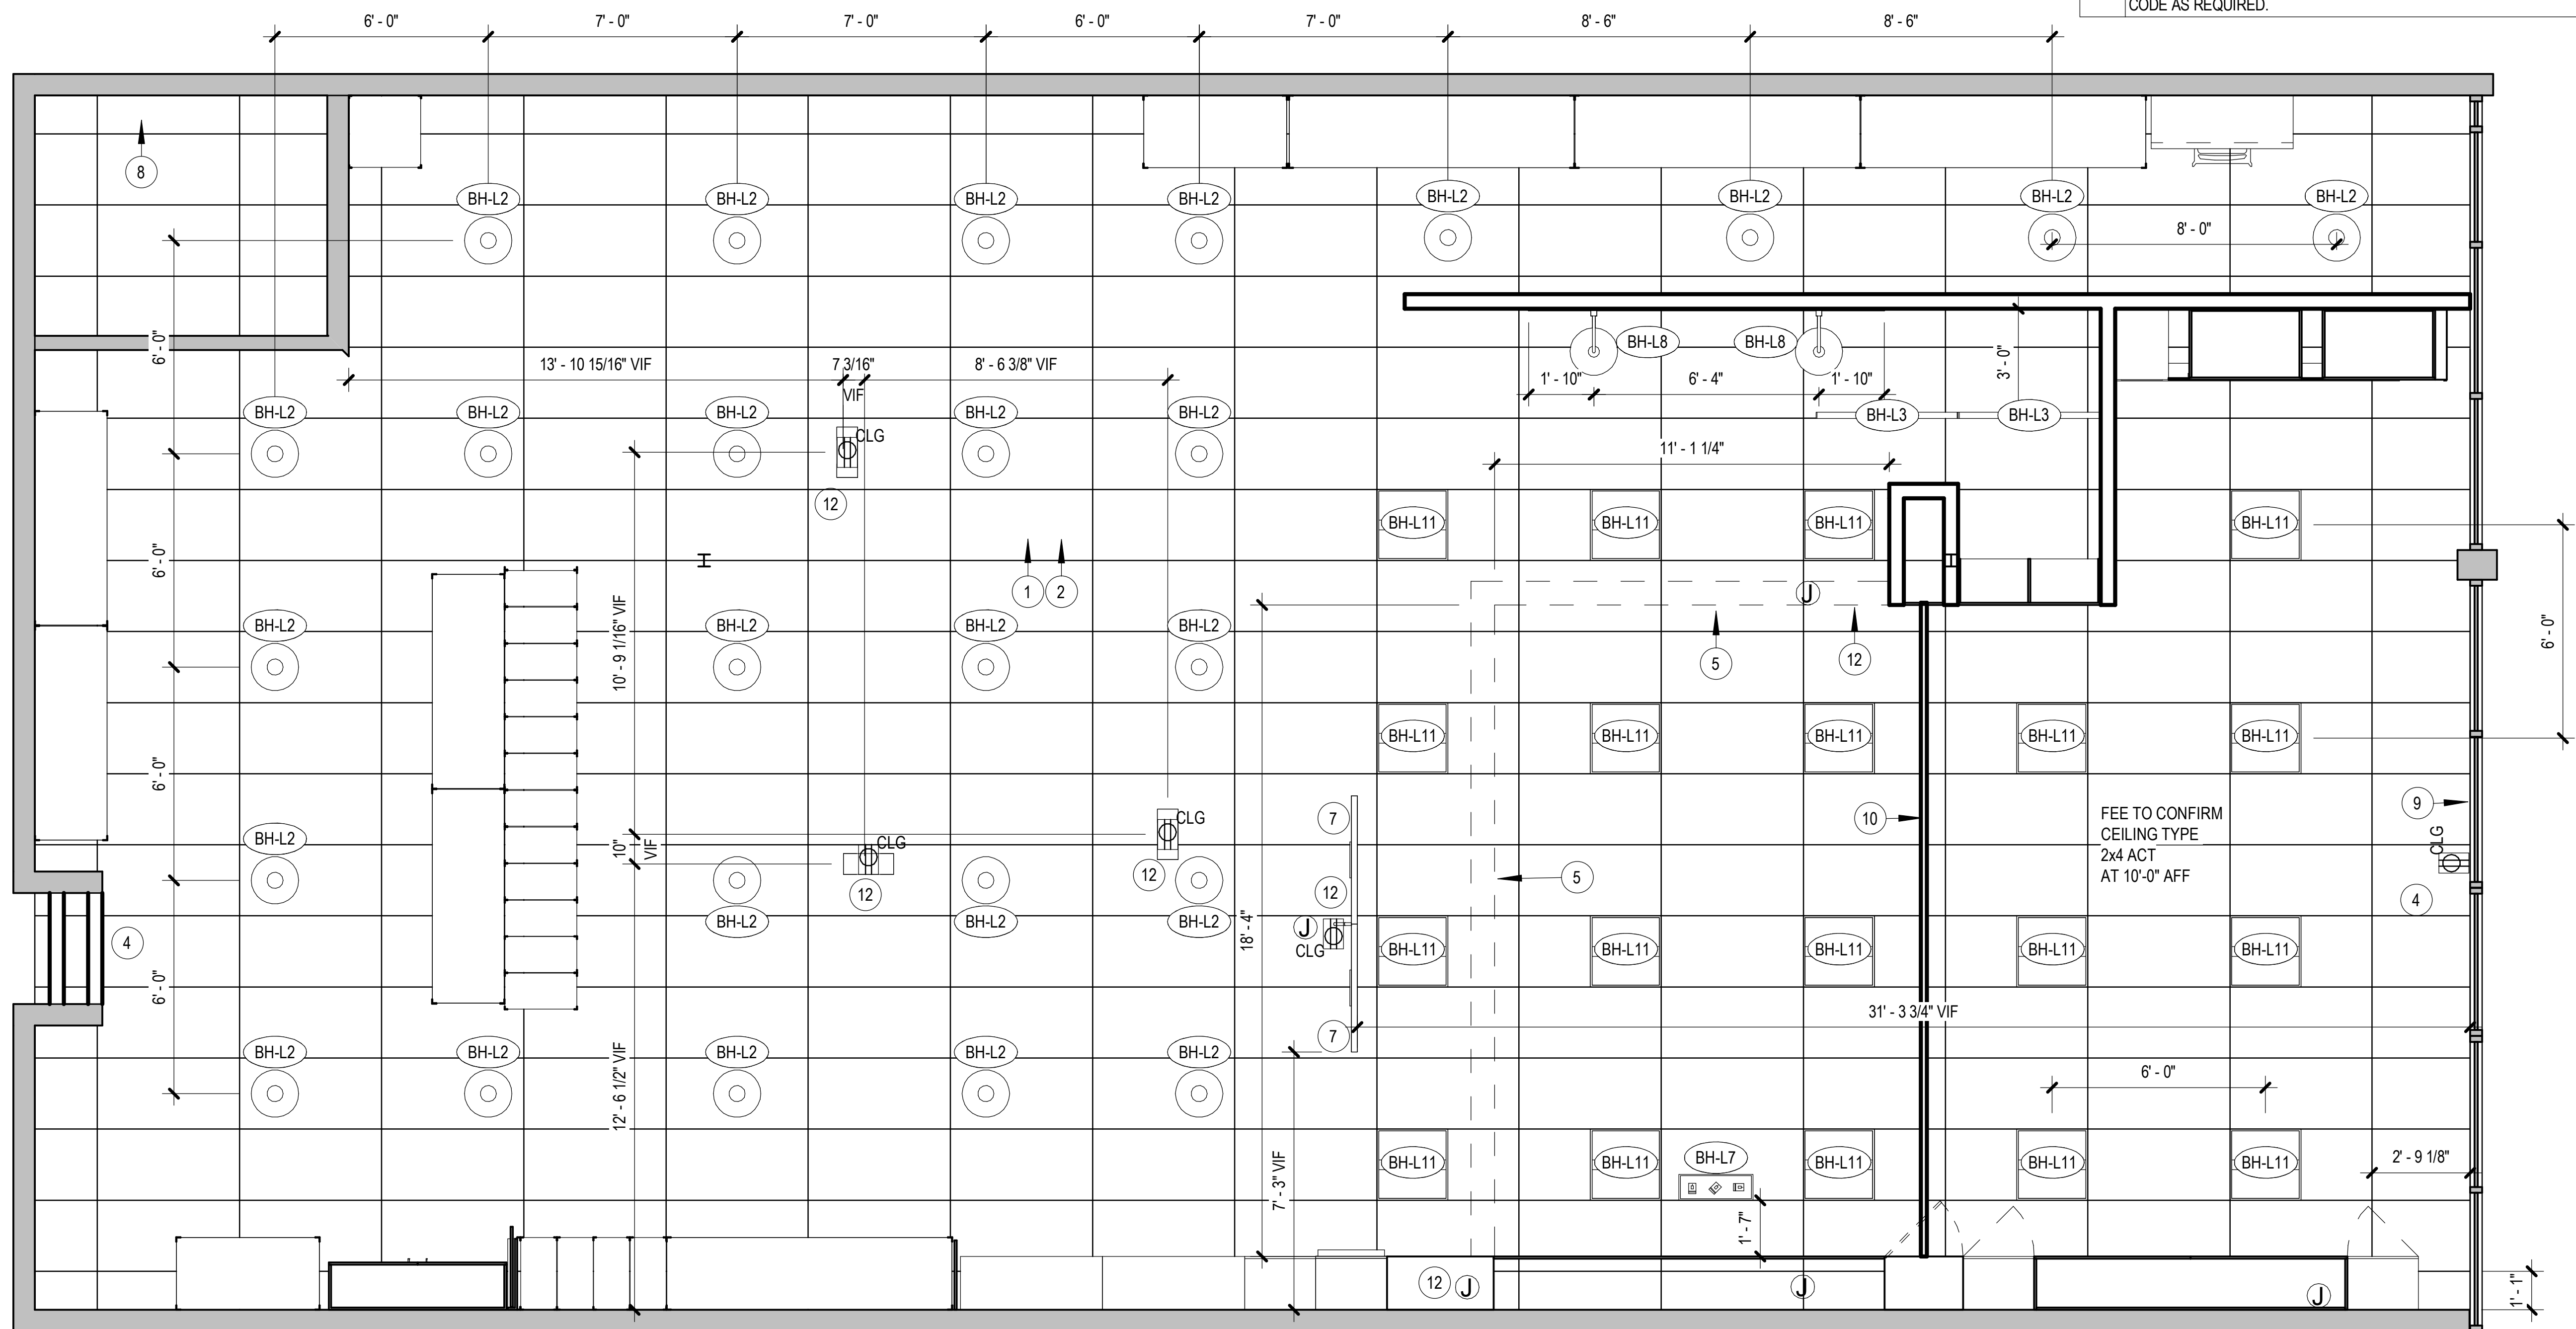 CODE AS REQUIRED.
6' - 0" 7' - 0" 7' - 0" 6' - 0" 7' - 0" 8' - 6" 8' - 6"
8
BH-L2 BH-L2 BH-L2 BH-L2 BH-L2 BH-L2 BH-L2 BH-L2
8' - 0"
6' - 0"
BH-L8 BH-L8
3' - 0"
13' - 10 15/16" VIF 7 3/16" VIF 8' - 6 3/8" VIF
1' - 10" 6' - 4" 1' - 10"
BH-L2 BH-L2 BH-L2 BH-L2 BH-L2 BH-L3 BH-L3
CLG
11' - 1 1/4"
12
BH-L11 BH-L11 BH-L11 BH-L11
6' - 0"
1 2
J
10' - 9 1/16" VIF
6' - 0"
BH-L2 BH-L2 BH-L2 BH-L2
5 12
BH-L11 BH-L11 BH-L11 BH-L11 BH-L11
6' - 0"
9
FEE TO CONFIRM
CEILING TYPE
2x4 ACT
AT 10'-0" AFF
CLG
7
10
BH-L2
10" VIF
CLG
CLG
12
12
12
5
4
BH-L2 BH-L2 BH-L2
18' - 4"
J
CLG
4
BH-L11 BH-L11 BH-L11 BH-L11 BH-L11
6' - 0"
31' - 3 3/4" VIF
7
BH-L2 BH-L2 BH-L2 BH-L2 BH-L2
12' - 6 1/2" VIF
6' - 0"
BH-L11 BH-L11 BH-L7 BH-L11 BH-L11 BH-L11
2' - 9 1/8"
7' - 3" VIF
1' - 7"
12 J J J
1' - 1"